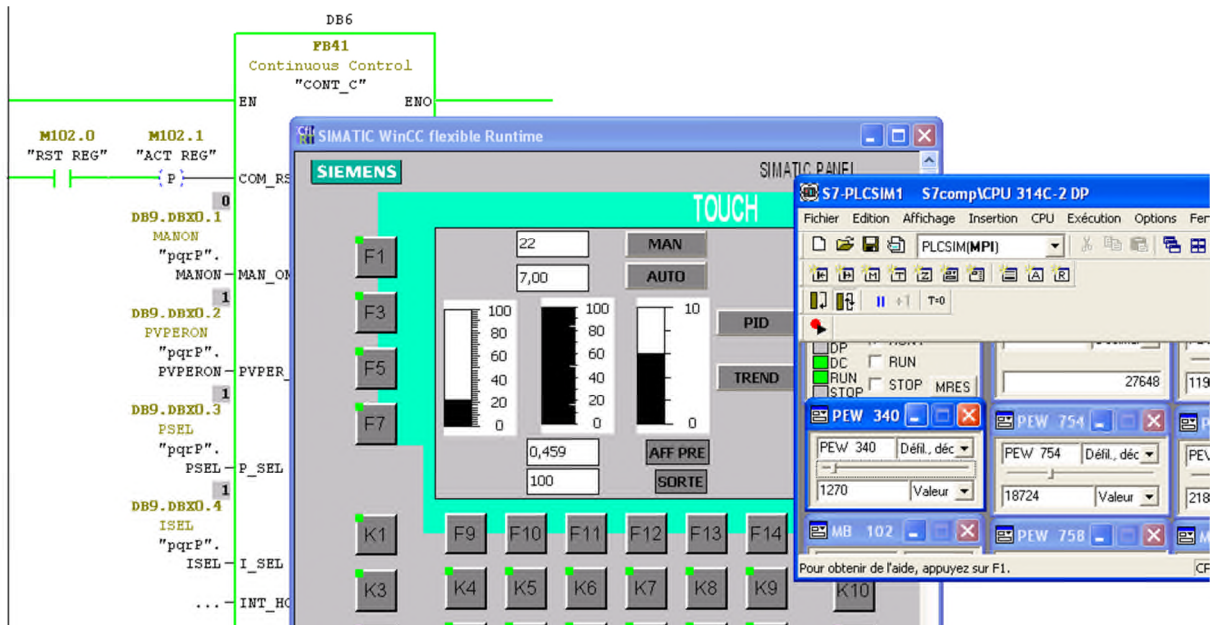 DB6
FB41
Continuous Control
"CONT_C"
EN
ENO
M102.0
M102.1
"RST REG"
"ACT REG"
P
COM_RS
0
DB9.DBX0.1
MANON
"pqrP".
MANON
MAN_ON
1
DB9.DBX0.2
PVPERON
"pqrP".
PVPERON
PVPER_
1
DB9.DBX0.3
PSEL
"pqrP".
PSEL
P_SEL
1
DB9.DBX0.4
ISEL
"pqrP".
ISEL
I_SEL
...
INT_HO
SIMATIC WinCC flexible Runtime
SIEMENS
SIMATIC PANEL
TOUCH
F1
F3
F5
F7
22
MAN
7,00
AUTO
100
80
60
40
20
0
100
80
60
40
20
0
10
0
PID
TREND
0,459
AFF PRE
100
SORTE
K1
F9
F10
F11
F12
F13
F14
K3
K4
K5
K6
K7
K8
K9
K10
S7-PLCSIM1 S7comp\CPU 314C-2 DP
Fichier Edition Affichage Insertion CPU Exécution Options Fer
PLCSIM(MPI)
+1
T=0
DP
DC
RUN
RUN
STOP
STOP
MRES
27648
119
PEW 340
PEW 340
Défil., déc
1270
Valeur
PEW 754
PEW 754
Défil., déc
18724
Valeur
PEV
218
MB 102
PEW 758
Pour obtenir de l'aide, appuyez sur F1.